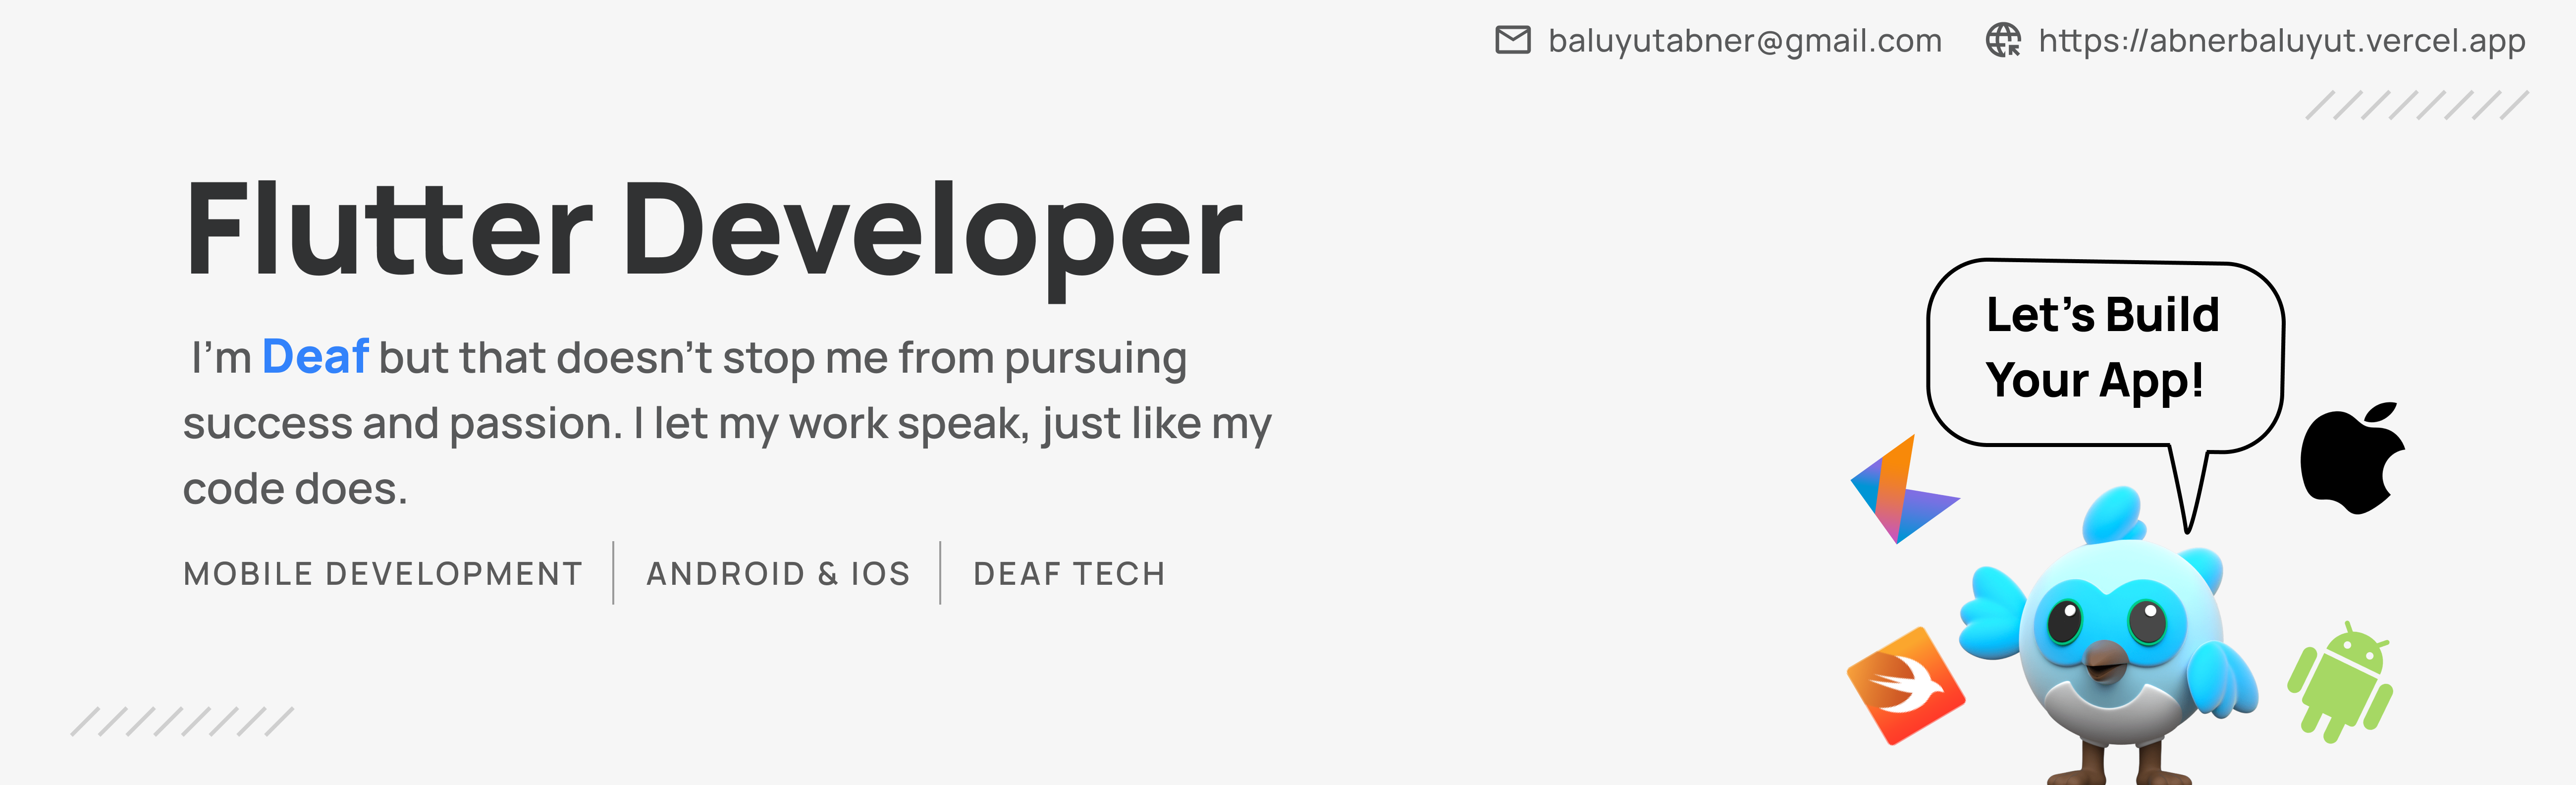 baluyutabner@gmail.com
https://abnerbaluyut.vercel.app
Flutter Developer
I’m Deaf but that doesn’t stop me from pursuing
success and passion. I let my work speak, just like my
code does.
MOBILE DEVELOPMENT
ANDROID & IOS
DEAF TECH
Let’s Build
Your App!